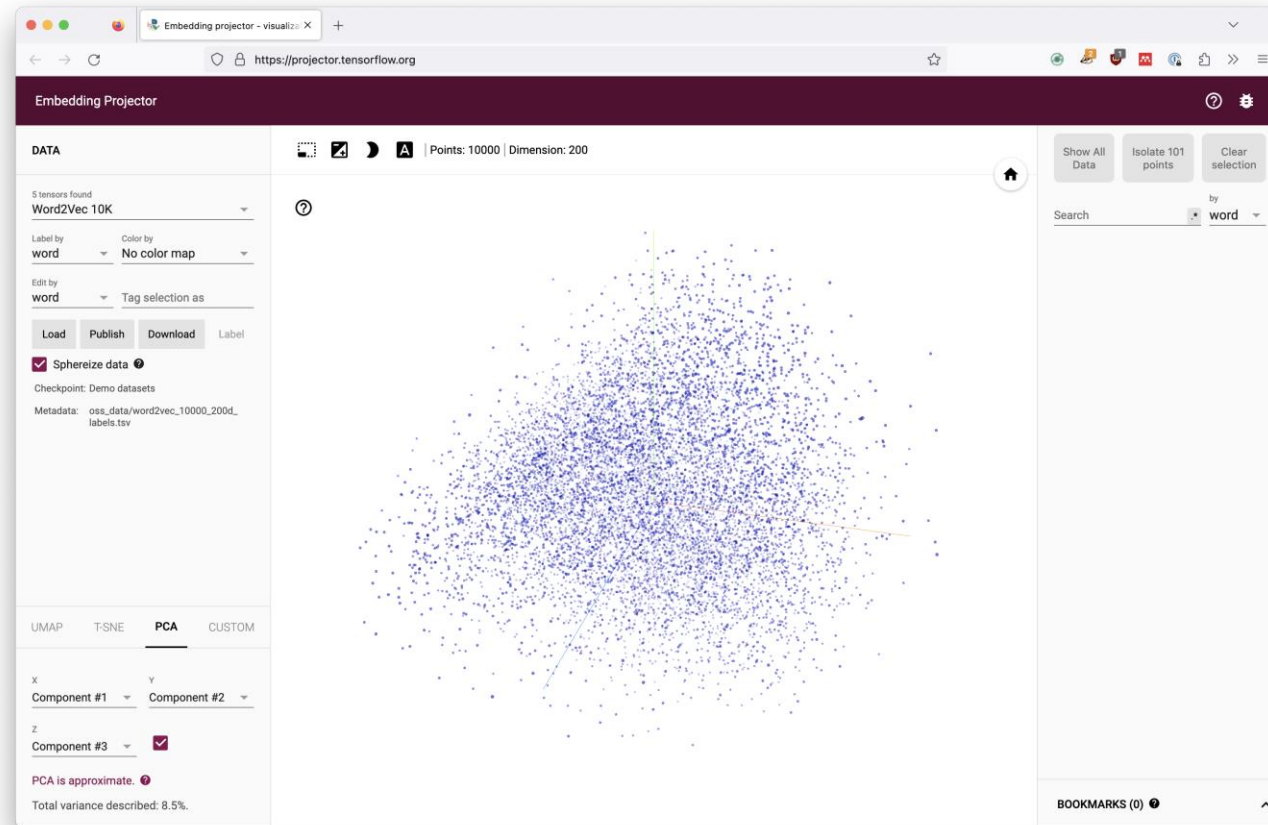 Embedding projector - visualiza
https://projector.tensorflow.org
2
1
Embedding Projector
DATA
Points: 10000 | Dimension: 200
Show All Data
Isolate 101 points
Clear selection
5 tensors found
Word2Vec 10K
Search
.*
by
word
Label by
word
Color by
No color map
Edit by
word
Tag selection as
Load
Publish
Download
Label
Sphereize data
Checkpoint: Demo datasets
Metadata: oss_data/word2vec_10000_200d_
labels.tsv
UMAP
T-SNE
PCA
CUSTOM
X
Component #1
Y
Component #2
Z
Component #3
PCA is approximate.
Total variance described: 8.5%.
BOOKMARKS (0)